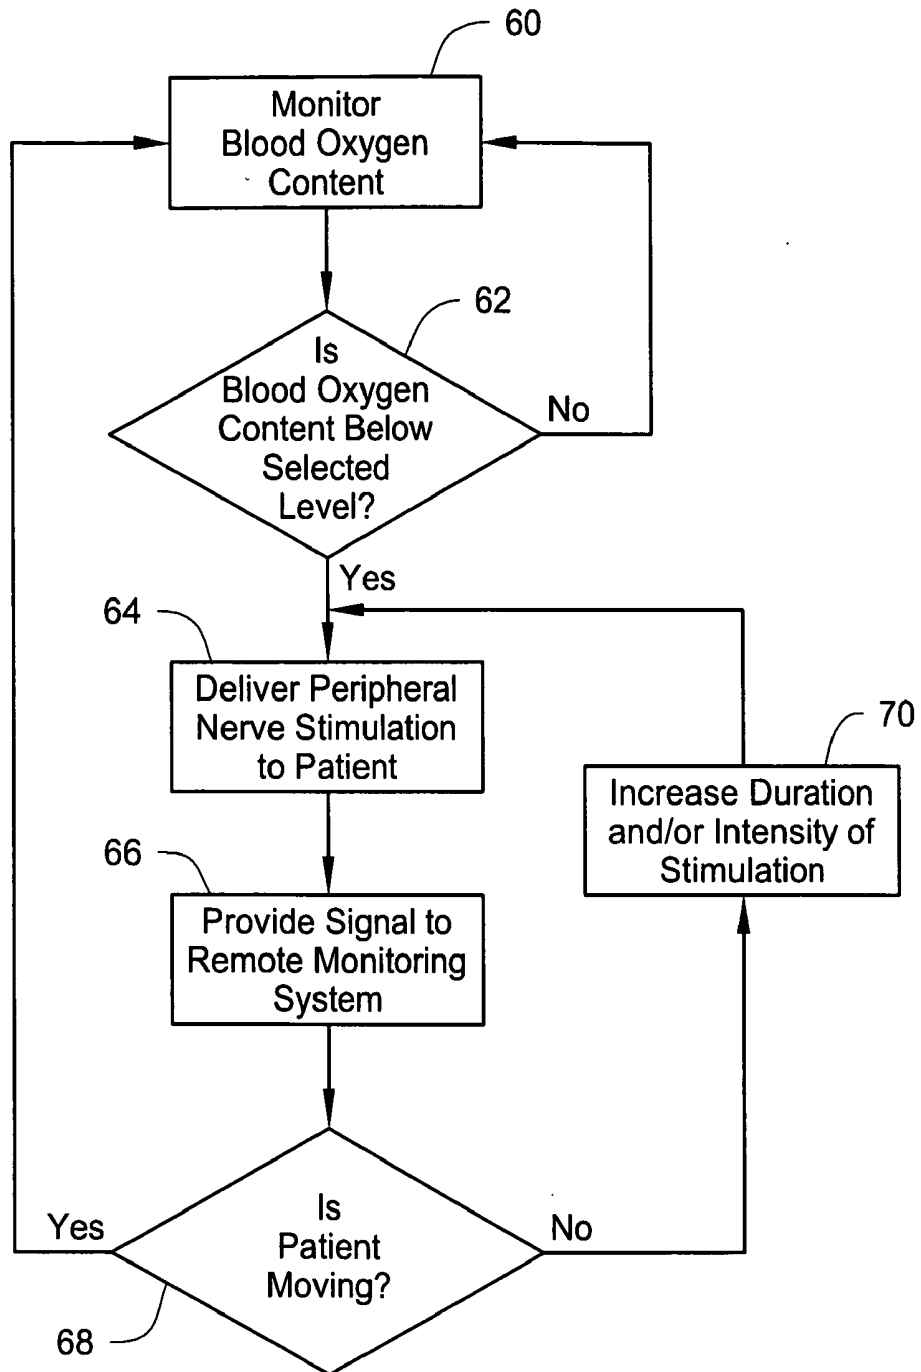 60
Monitor
Blood Oxygen
Content
62
Is
Blood Oxygen
Content Below
Selected
Level?
No
Yes
64
Deliver Peripheral
Nerve Stimulation
to Patient
70
Increase Duration
and/or Intensity of
Stimulation
66
Provide Signal to
Remote Monitoring
System
Is
Patient
Moving?
Yes
No
68